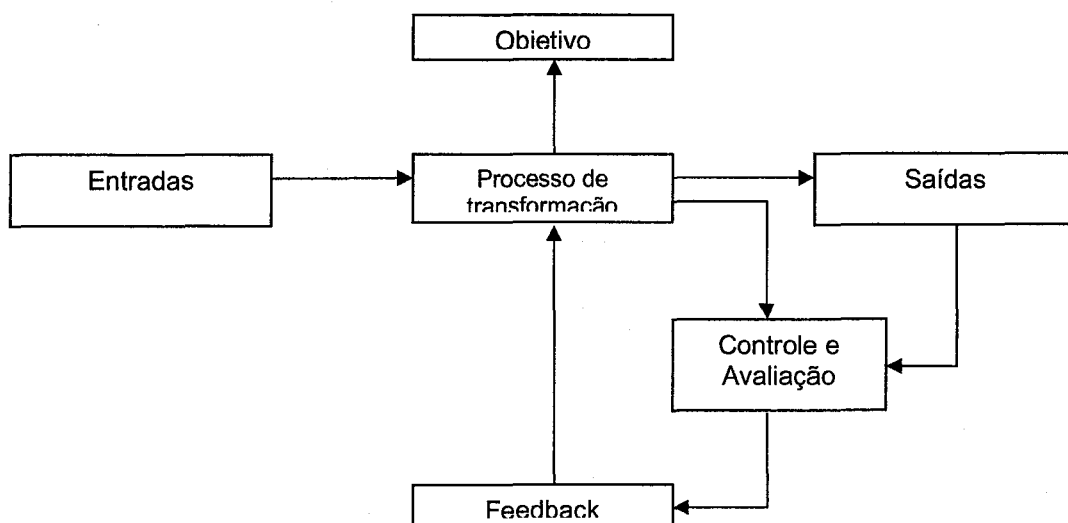 Objetivo
Entradas
Processo de
transformação
Saídas
Controle e
Avaliação
Feedback